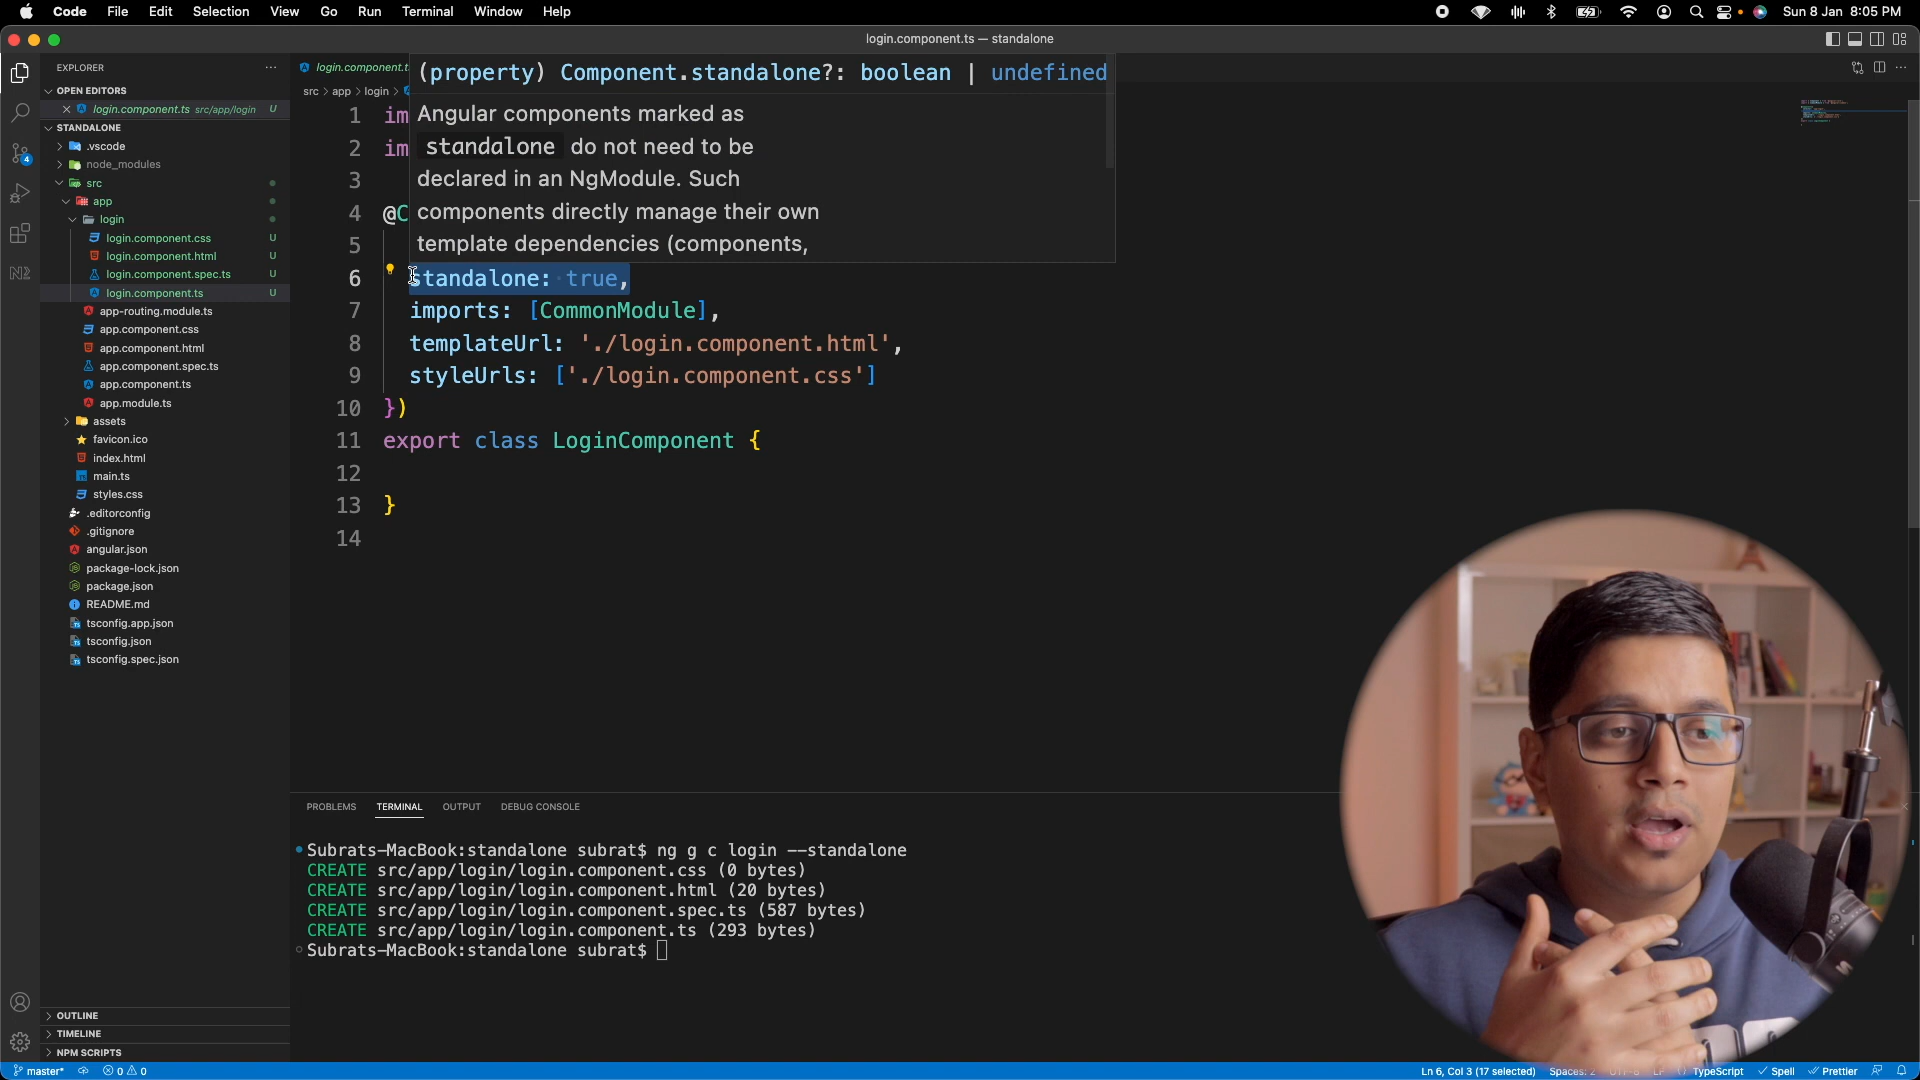 Code File Edit Selection View Go Run Terminal Window Help
Sun 8 Jan 8:05 PM
login.component.ts — standalone
EXPLORER
OPEN EDITORS
login.component.ts src/app/login U
STANDALONE
.vscode
node_modules
src
app
login
login.component.css U
login.component.html U
login.component.spec.ts U
login.component.ts U
app-routing.module.ts
app.component.css
app.component.html
app.component.spec.ts
app.component.ts
app.module.ts
assets
favicon.ico
index.html
main.ts
styles.css
.editorconfig
.gitignore
angular.json
package-lock.json
package.json
README.md
tsconfig.app.json
tsconfig.json
tsconfig.spec.json
OUTLINE
TIMELINE
NPM SCRIPTS
4
login.component.t
src > app > login >
(property) Component.standalone?: boolean | undefined
Angular components marked as
standalone do not need to be
declared in an NgModule. Such
components directly manage their own
template dependencies (components,
1 im
2 im
3
4 @C
5
6 standalone: true,
7 imports: [CommonModule],
8 templateUrl: './login.component.html',
9 styleUrls: ['./login.component.css']
10 })
11 export class LoginComponent {
12
13 }
14
PROBLEMS TERMINAL OUTPUT DEBUG CONSOLE
Subrats-MacBook:standalone subrat$ ng g c login --standalone
CREATE src/app/login/login.component.css (0 bytes)
CREATE src/app/login/login.component.html (20 bytes)
CREATE src/app/login/login.component.spec.ts (587 bytes)
CREATE src/app/login/login.component.ts (293 bytes)
Subrats-MacBook:standalone subrat$
master* 0 0 Ln 6, Col 3 (17 selected) Spaces: 2 UTF-8 LF TypeScript Spell Prettier